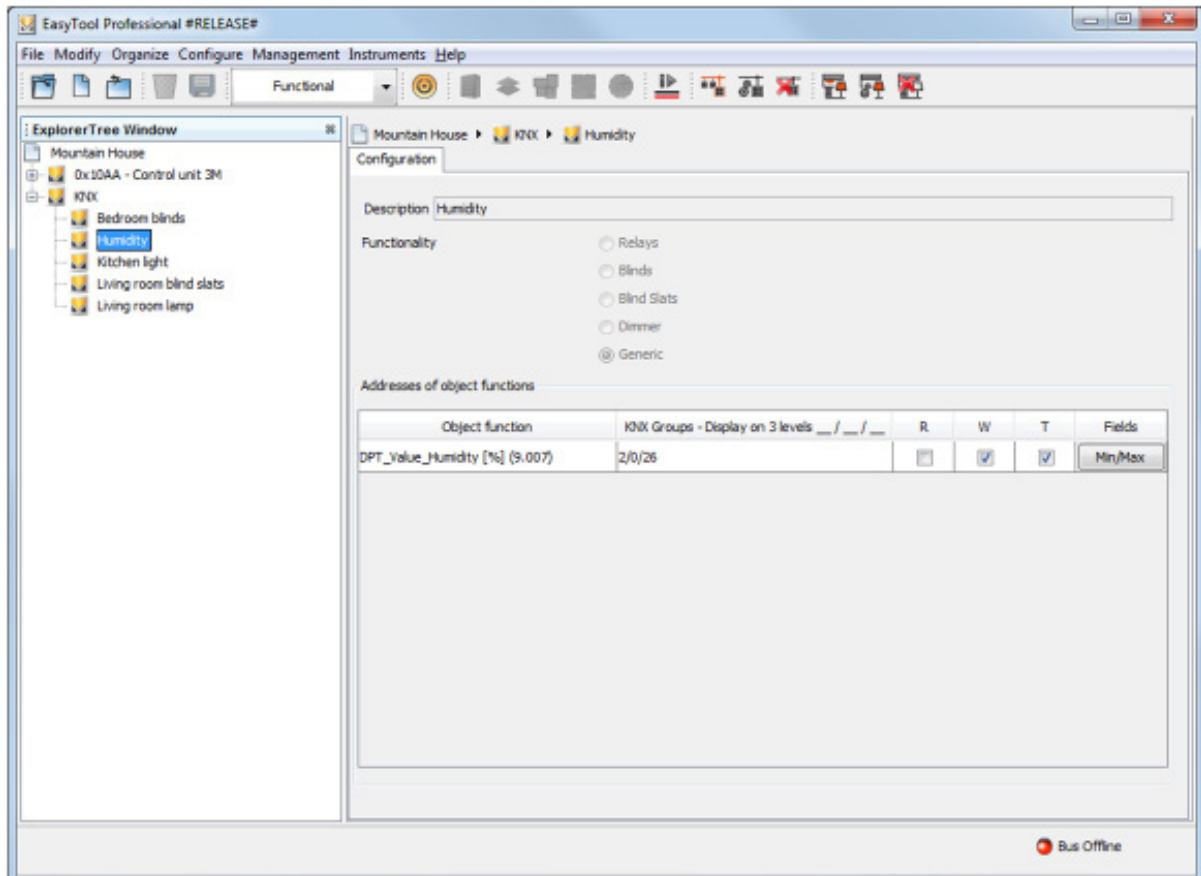 EasyTool Professional #RELEASE#
File Modify Organize Configure Management Instruments Help
Functional
ExplorerTree Window
Mountain House
0x10AA - Control unit 3M
KNX
Bedroom blinds
Humidity
Kitchen light
Living room blind slats
Living room lamp
Mountain House KNX Humidity
Configuration
Description Humidity
Functionality
Relays
Blinds
Blind Slats
Dimmer
Generic
Addresses of object functions
Object function KNX Groups - Display on 3 levels __ / __ / __ R W T Fields
DPT_Value_Humidity [%] (9.007) 2/0/26 Min/Max
Bus Offline